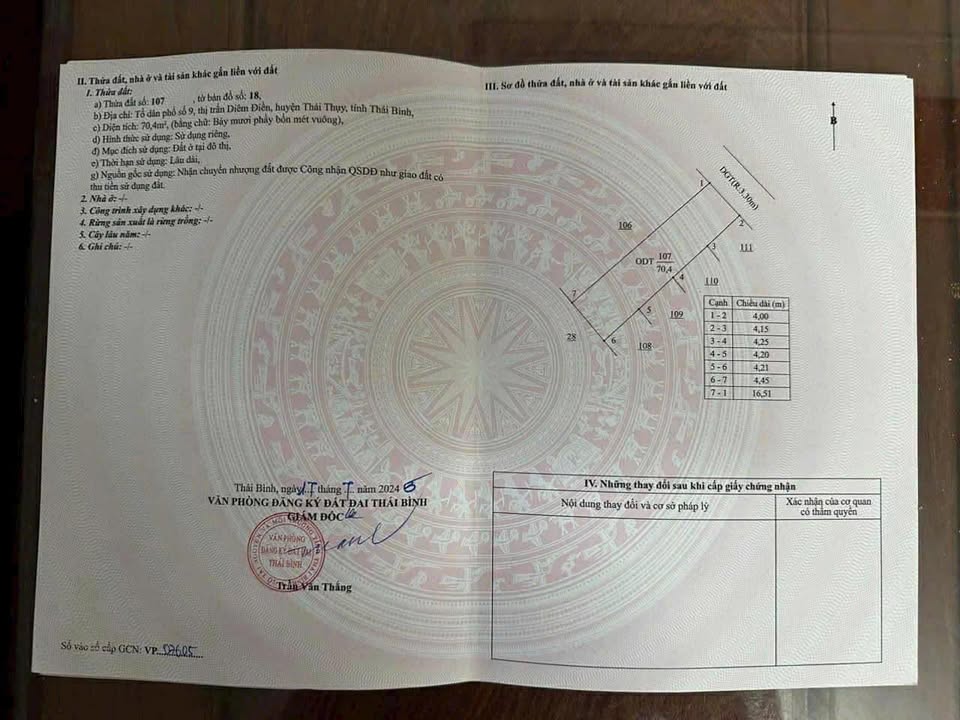 II. Thửa đất, nhà ở và tài sản khác gắn liền với đất
1. Thửa đất:
a) Thửa đất số: 107 , tờ bản đồ số: 18,
b) Địa chỉ: Tổ dân phố số 9, thị trấn Diêm Điền, huyện Thái Thụy, tỉnh Thái Bình,
c) Diện tích: 70,4m², (bằng chữ: Bảy mươi phẩy bốn mét vuông),
d) Hình thức sử dụng: Sử dụng riêng,
đ) Mục đích sử dụng: Đất ở tại đô thị,
e) Thời hạn sử dụng: Lâu dài,
g) Nguồn gốc sử dụng: Nhận chuyển nhượng đất được Công nhận QSDĐ như giao đất có
thu tiền sử dụng đất.
2. Nhà ở: -/-
3. Công trình xây dựng khác: -/-
4. Rừng sản xuất là rừng trồng: -/-
5. Cây lâu năm: -/-
6. Ghi chú: -/-
Thái Bình, ngày tháng năm 2024
VĂN PHÒNG ĐĂNG KÝ ĐẤT ĐAI THÁI BÌNH
GIÁM ĐỐC
VĂN PHÒNG
ĐĂNG KÝ ĐẤT ĐAI
THÁI BÌNH
Trần Văn Thắng
Số vào sổ cấp GCN: VP
III. Sơ đồ thửa đất, nhà ở và tài sản khác gắn liền với đất
B
DGT(R:3,30m)
1
2
106
3
111
ODT 107
70,4
4
110
7
5
109
28
6
108
Cạnh Chiều dài (m)
1 - 2 4,00
2 - 3 4,15
3 - 4 4,25
4 - 5 4,20
5 - 6 4,21
6 - 7 4,45
7 - 1 16,51
IV. Những thay đổi sau khi cấp giấy chứng nhận
Nội dung thay đổi và cơ sở pháp lý
Xác nhận của cơ quan
có thẩm quyền